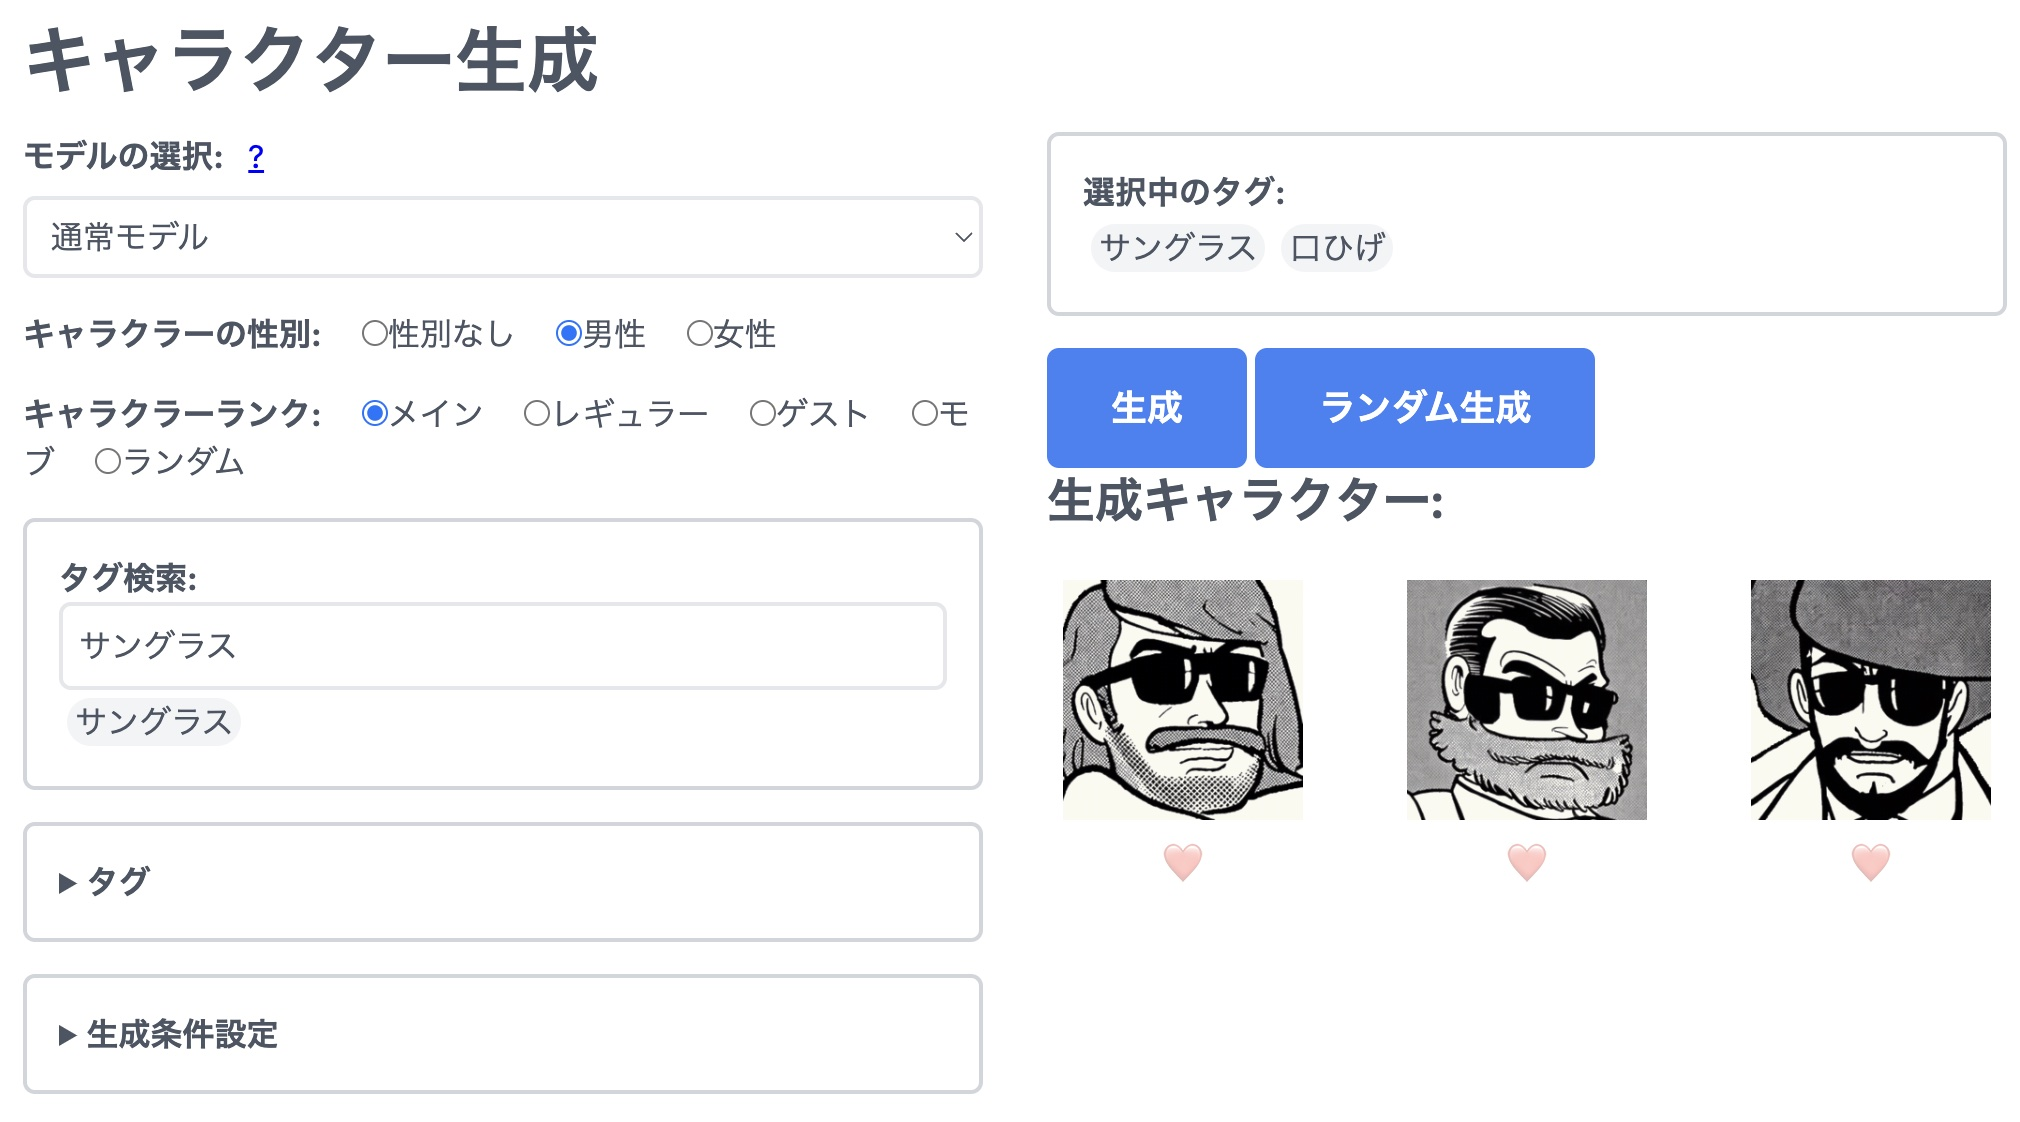 キャラクター生成
モデルの選択: ?
通常モデル
キャラクラーの性別: 性別なし 男性 女性
キャラクラーランク: メイン レギュラー ゲスト モ
ブ ランダム
タグ検索:
サングラス
サングラス
▶ タグ
▶ 生成条件設定
選択中のタグ:
サングラス 口ひげ
生成 ランダム生成
生成キャラクター: